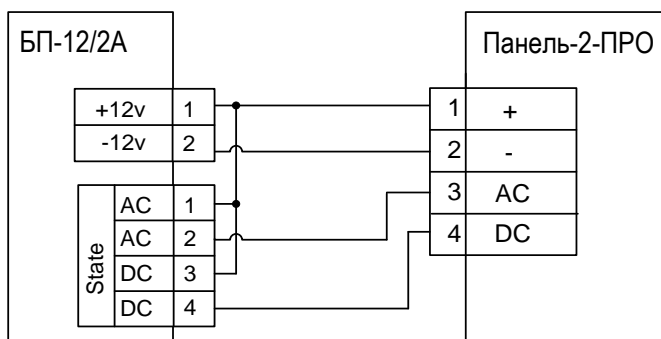 БП-12/2А
Панель-2-ПРО
+12v 1
-12v 2
1 +
2 -
3 AC
4 DC
State
AC 1
AC 2
DC 3
DC 4